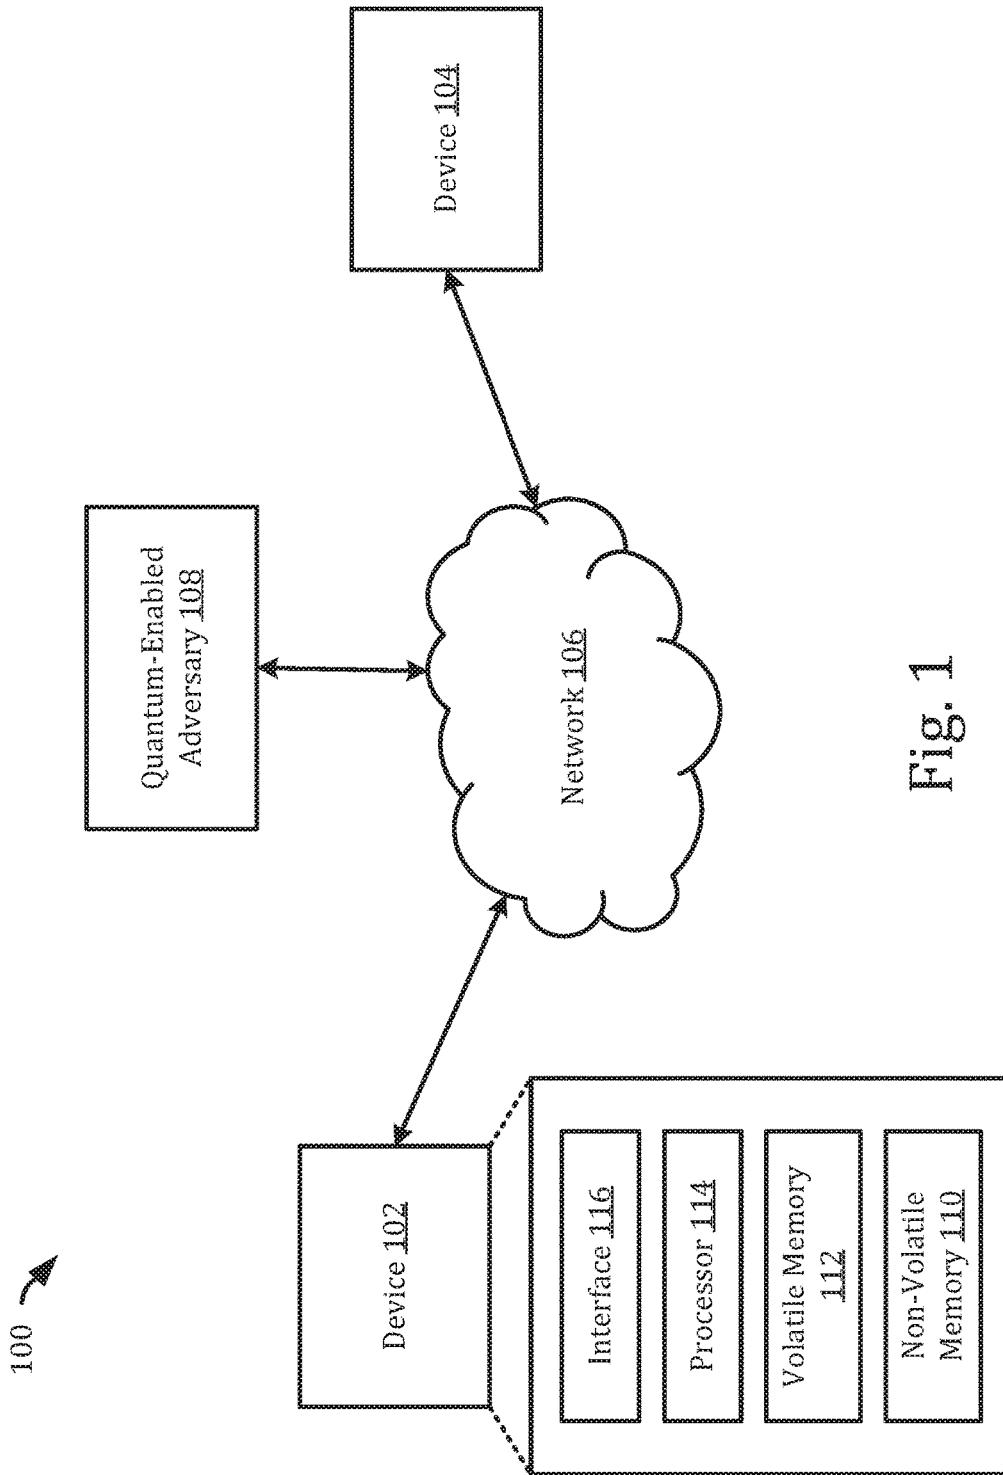 100
Quantum-Enabled
Adversary 108
Device 102
Network 106
Device 104
Interface 116
Processor 114
Volatile Memory
112
Non-Volatile
Memory 110
Fig. 1